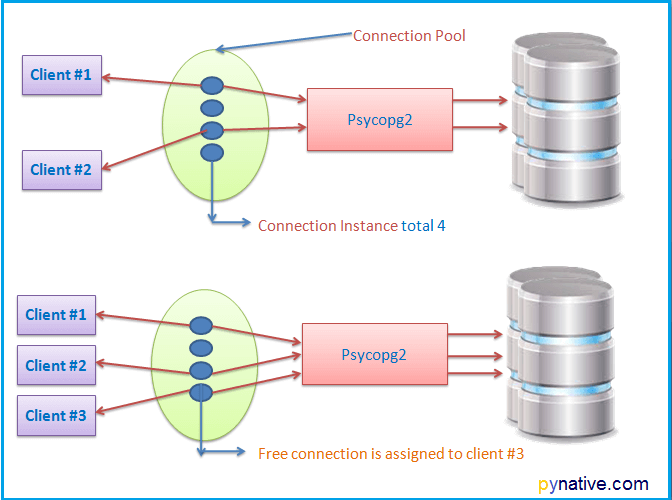 Connection Pool
Client #1
Psycopg2
Client #2
Connection Instance total 4
Client #1
Client #2
Psycopg2
Client #3
Free connection is assigned to client #3
pynative.com